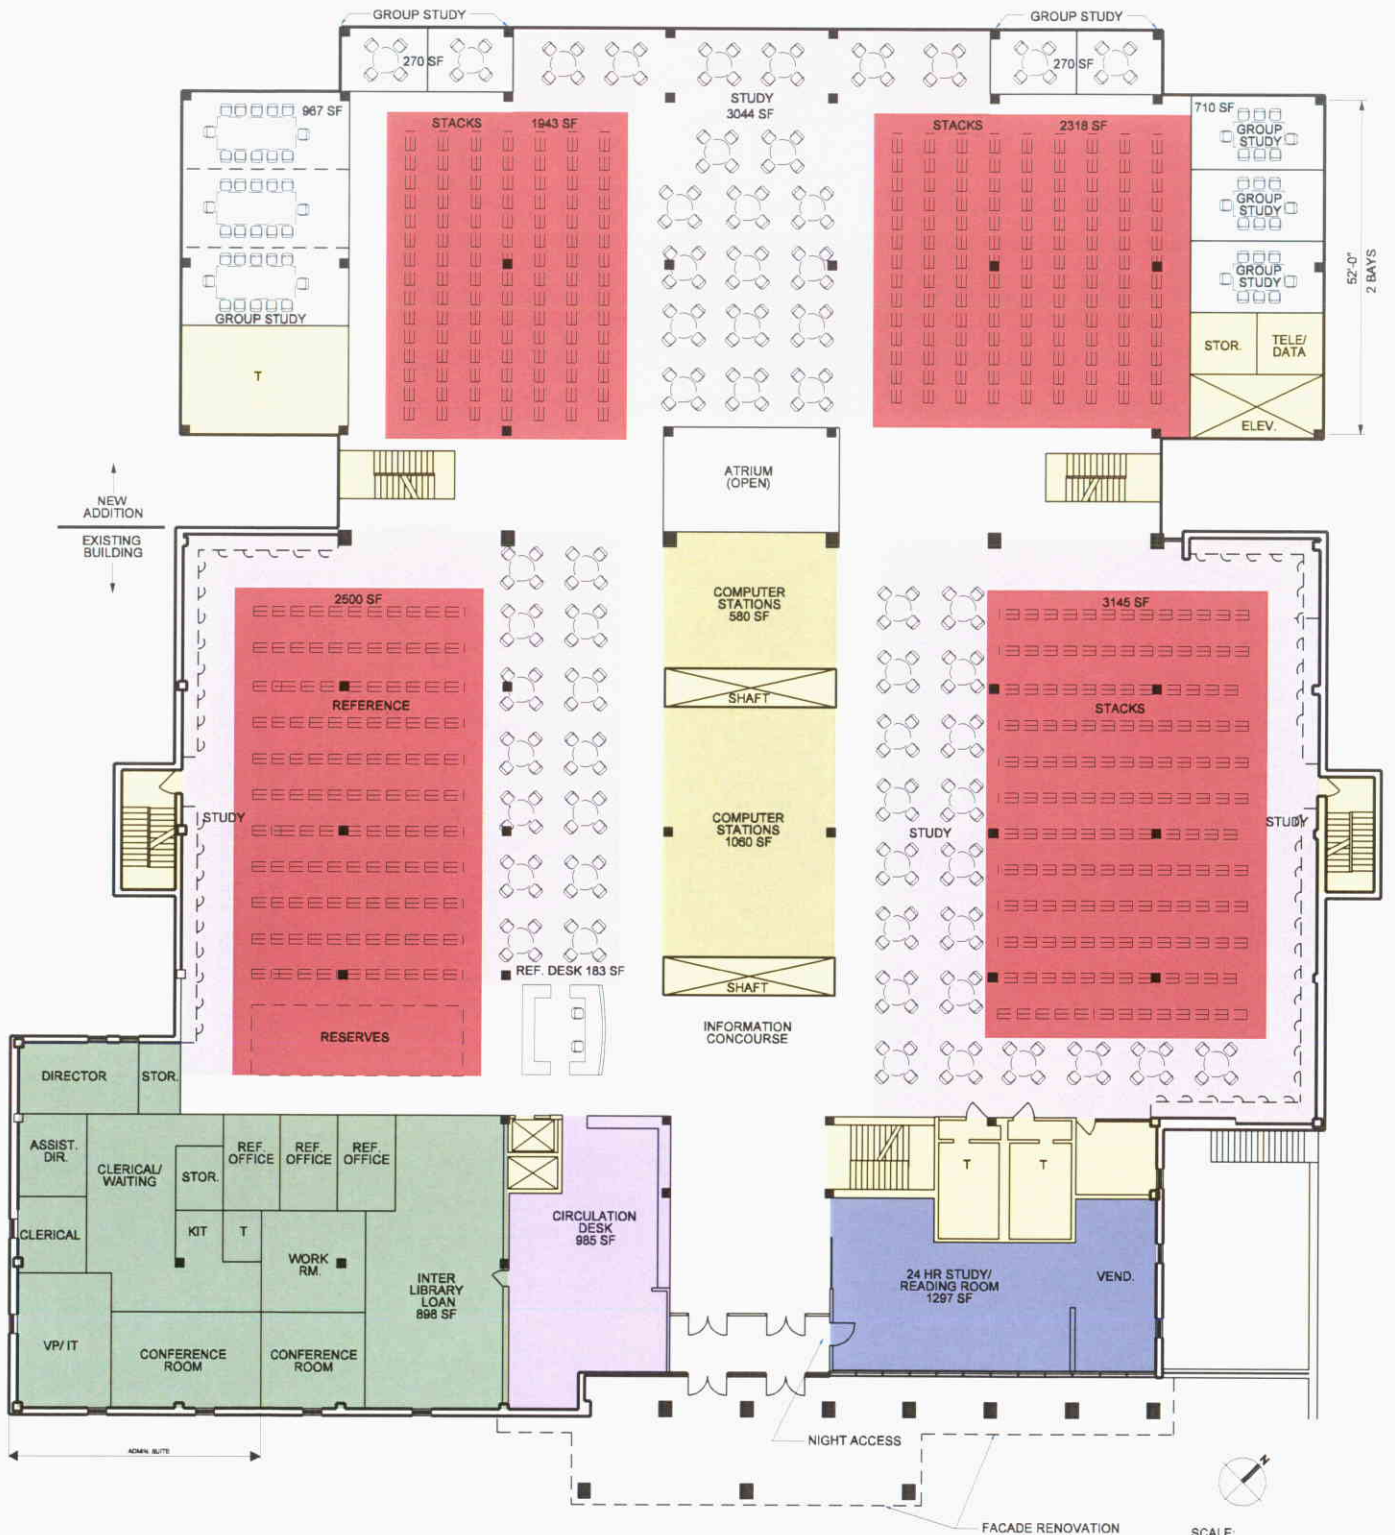 GROUP STUDY
GROUP STUDY
270 SF
270 SF
967 SF
STUDY
3044 SF
710 SF
STACKS 1943 SF
STACKS 2318 SF
GROUP
STUDY
GROUP
STUDY
GROUP
STUDY
52'-0"
2 BAYS
GROUP STUDY
T
STOR.
TELE/
DATA
ELEV.
ATRIUM
(OPEN)
NEW
ADDITION
EXISTING
BUILDING
2500 SF
COMPUTER
STATIONS
580 SF
3145 SF
SHAFT
REFERENCE
STACKS
STUDY
COMPUTER
STATIONS
1060 SF
STUDY
STUDY
REF. DESK 183 SF
SHAFT
RESERVES
INFORMATION
CONCOURSE
DIRECTOR
STOR.
ASSIST.
DIR.
CLERICAL/
WAITING
STOR.
REF.
OFFICE
REF.
OFFICE
REF.
OFFICE
T
T
CLERICAL
KIT
T
WORK
RM.
CIRCULATION
DESK
985 SF
INTER
LIBRARY
LOAN
898 SF
24 HR STUDY/
READING ROOM
1297 SF
VEND.
VP/ IT
CONFERENCE
ROOM
CONFERENCE
ROOM
ADMIN. SUITE
NIGHT ACCESS
N
FACADE RENOVATION
SCALE: